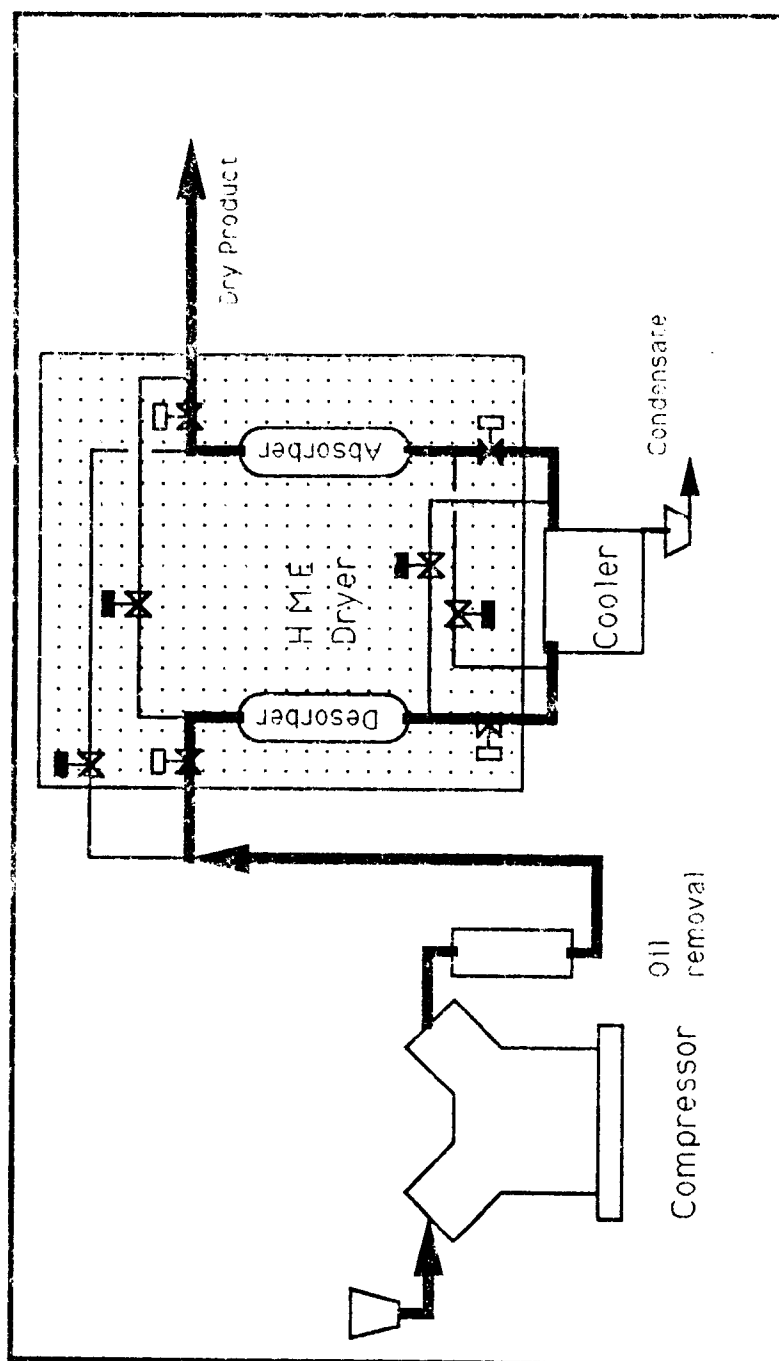 Compressor
Oil
removal
H M E
Dryer
Desorber
Absorber
Cooler
Condensate
Dry Product